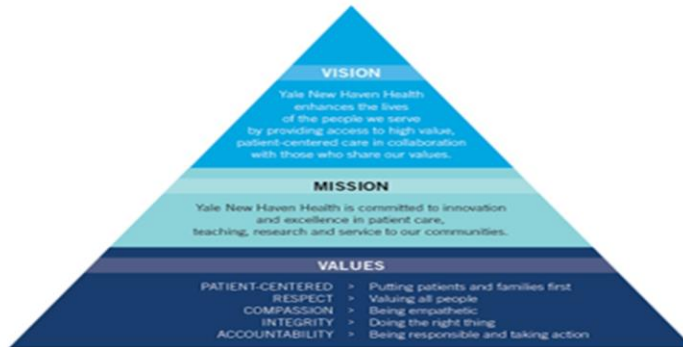 VISION
Yale New Haven Health
enhances the lives
of the people we serve
by providing access to high value,
patient-centered care in collaboration
with those who share our values.
MISSION
Yale New Haven Health is committed to innovation
and excellence in patient care,
teaching, research and service to our communities.
VALUES
PATIENT-CENTERED > Putting patients and families first
RESPECT > Valuing all people
COMPASSION > Being empathetic
INTEGRITY > Doing the right thing
ACCOUNTABILITY > Being responsible and taking action